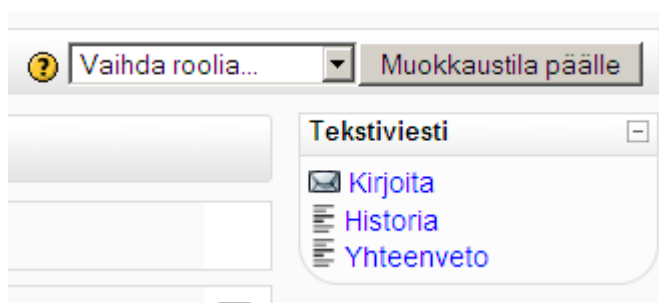 Vaihda roolia... Muokkaustila päälle
Tekstiviesti
Kirjoita
Historia
Yhteenveto